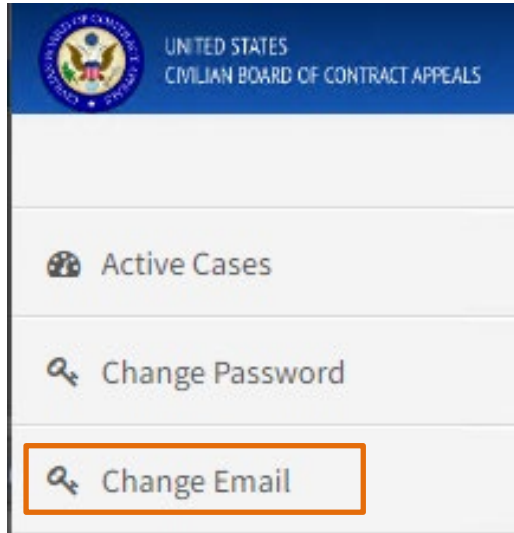 UNITED STATES
CIVILIAN BOARD OF CONTRACT APPEALS
Active Cases
Change Password
Change Email